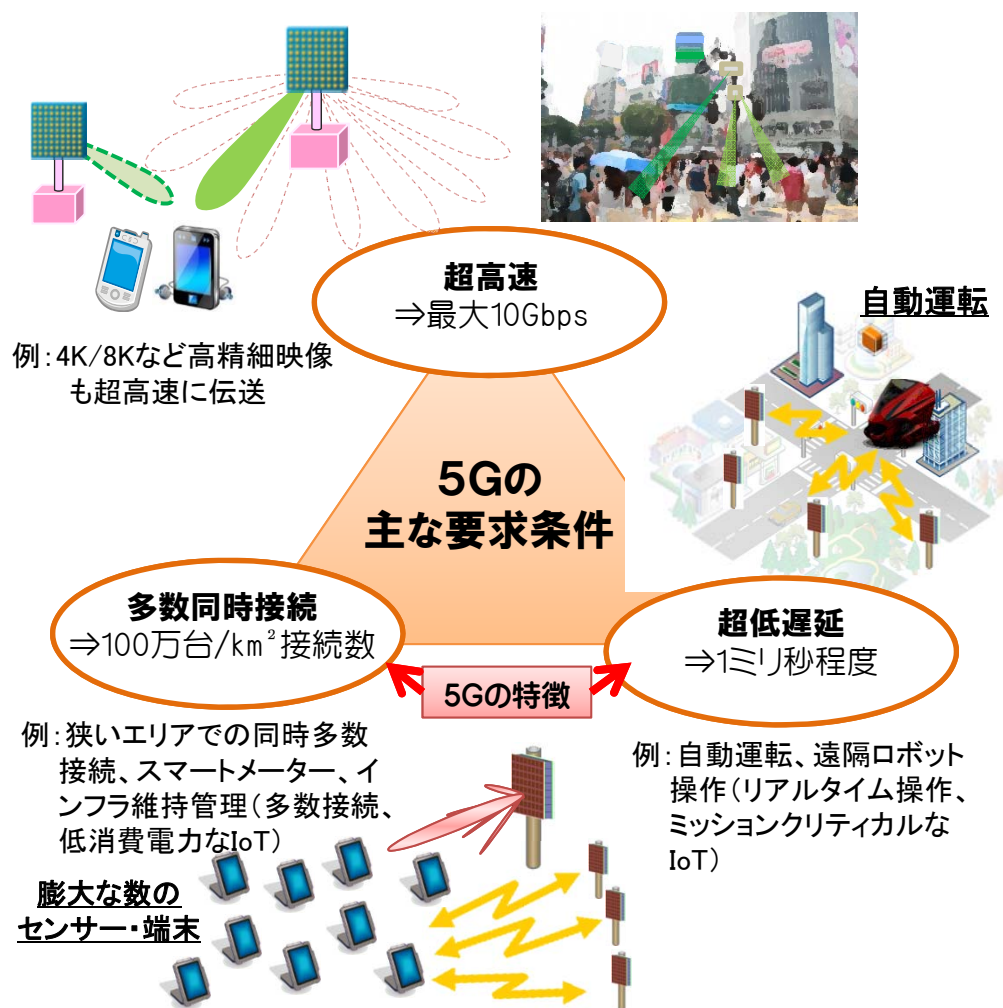 超高速
⇒最大10Gbps
例：4K/8Kなど高精細映像
も超高速に伝送
自動運転
5Gの
主な要求条件
多数同時接続
⇒100万台/km²接続数
超低遅延
⇒1ミリ秒程度
5Gの特徴
例：狭いエリアでの同時多数
接続、スマートメーター、イ
ンフラ維持管理（多数接続、
低消費電力なIoT）
例：自動運転、遠隔ロボット
操作（リアルタイム操作、
ミッションクリティカルな
IoT）
膨大な数の
センサー・端末